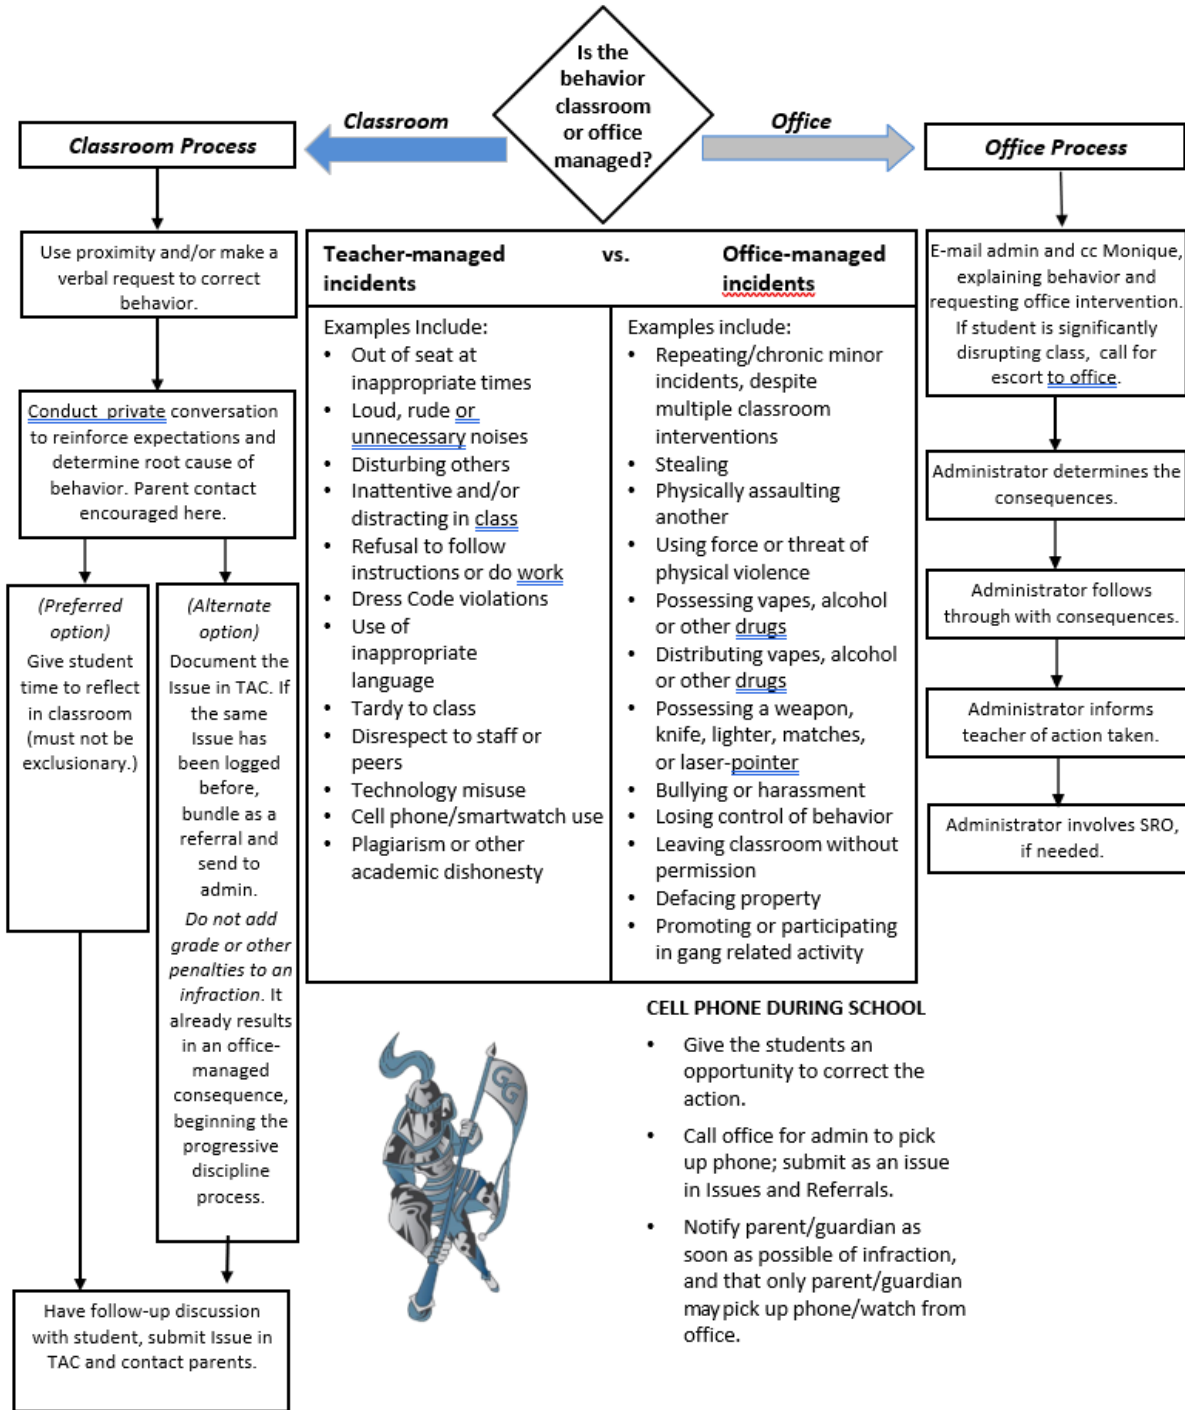 Is the
behavior
classroom
or office
managed?
Classroom
Office
Classroom Process
Office Process
Use proximity and/or make a
verbal request to correct
behavior.
Conduct  private conversation
to reinforce expectations and
determine root cause of
behavior. Parent contact
encouraged here.
(Preferred
option)
Give student
time to reflect
in classroom
(must not be
exclusionary.)
(Alternate
option)
Document the
Issue in TAC. If
the same
Issue has
been logged
before,
bundle as a
referral and
send to
admin.
Do not add
grade or other
penalties to an
infraction. It
already results
in an office-
managed
consequence,
beginning the
progressive
discipline
process.
Have follow-up discussion
with student, submit Issue in
TAC and contact parents.
Teacher-managed
incidents
vs.
Office-managed
incidents
Examples Include:
• Out of seat at
inappropriate times
• Loud, rude or
unnecessary noises
• Disturbing others
• Inattentive and/or
distracting in class
• Refusal to follow
instructions or do work
• Dress Code violations
• Use of
inappropriate
language
• Tardy to class
• Disrespect to staff or
peers
• Technology misuse
• Cell phone/smartwatch use
• Plagiarism or other
academic dishonesty
Examples include:
• Repeating/chronic minor
incidents, despite
multiple classroom
interventions
• Stealing
• Physically assaulting
another
• Using force or threat of
physical violence
• Possessing vapes, alcohol
or other drugs
• Distributing vapes, alcohol
or other drugs
• Possessing a weapon,
knife, lighter, matches,
or laser-pointer
• Bullying or harassment
• Losing control of behavior
• Leaving classroom without
permission
• Defacing property
• Promoting or participating
in gang related activity
E-mail admin and cc Monique,
explaining behavior and
requesting office intervention.
If student is significantly
disrupting class,  call for
escort to office.
Administrator determines the
consequences.
Administrator follows
through with consequences.
Administrator informs
teacher of action taken.
Administrator involves SRO,
if needed.
GG
CELL PHONE DURING SCHOOL
• Give the students an
opportunity to correct the
action.
• Call office for admin to pick
up phone; submit as an issue
in Issues and Referrals.
• Notify parent/guardian as
soon as possible of infraction,
and that only parent/guardian
may pick up phone/watch from
office.